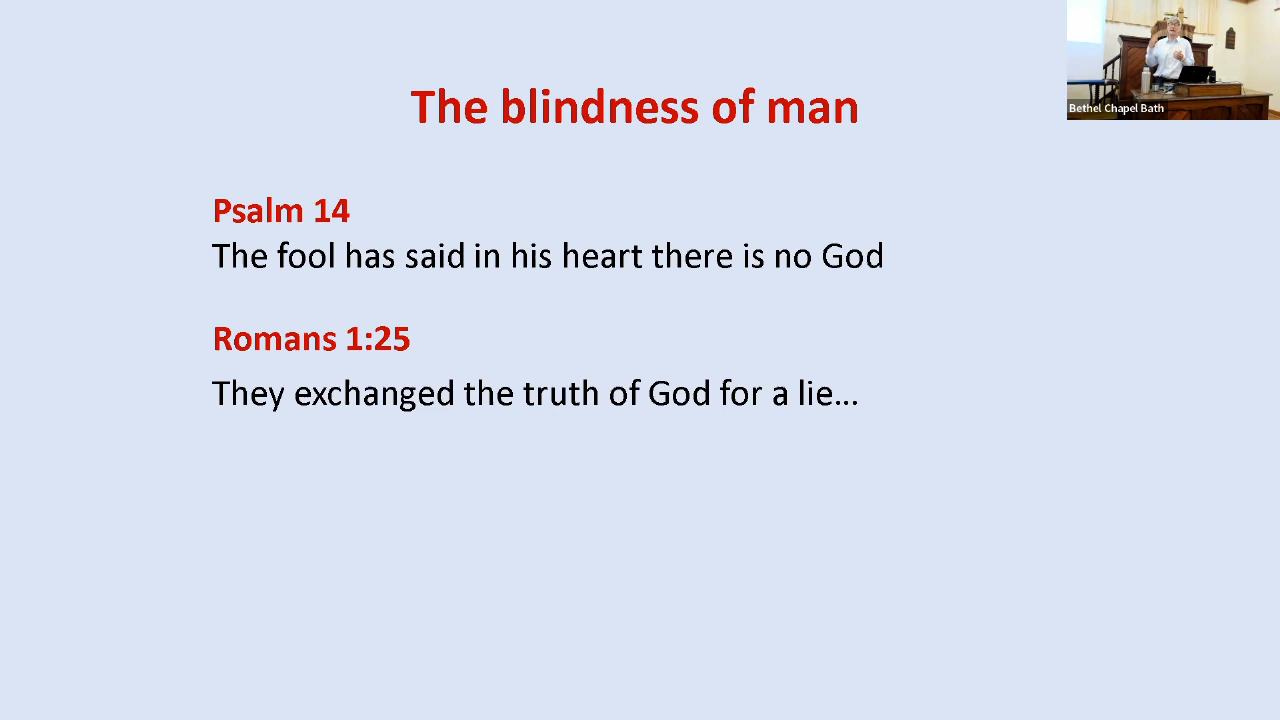 The blindness of man
Bethel Chapel Bath
Psalm 14
The fool has said in his heart there is no God
Romans 1:25
They exchanged the truth of God for a lie...